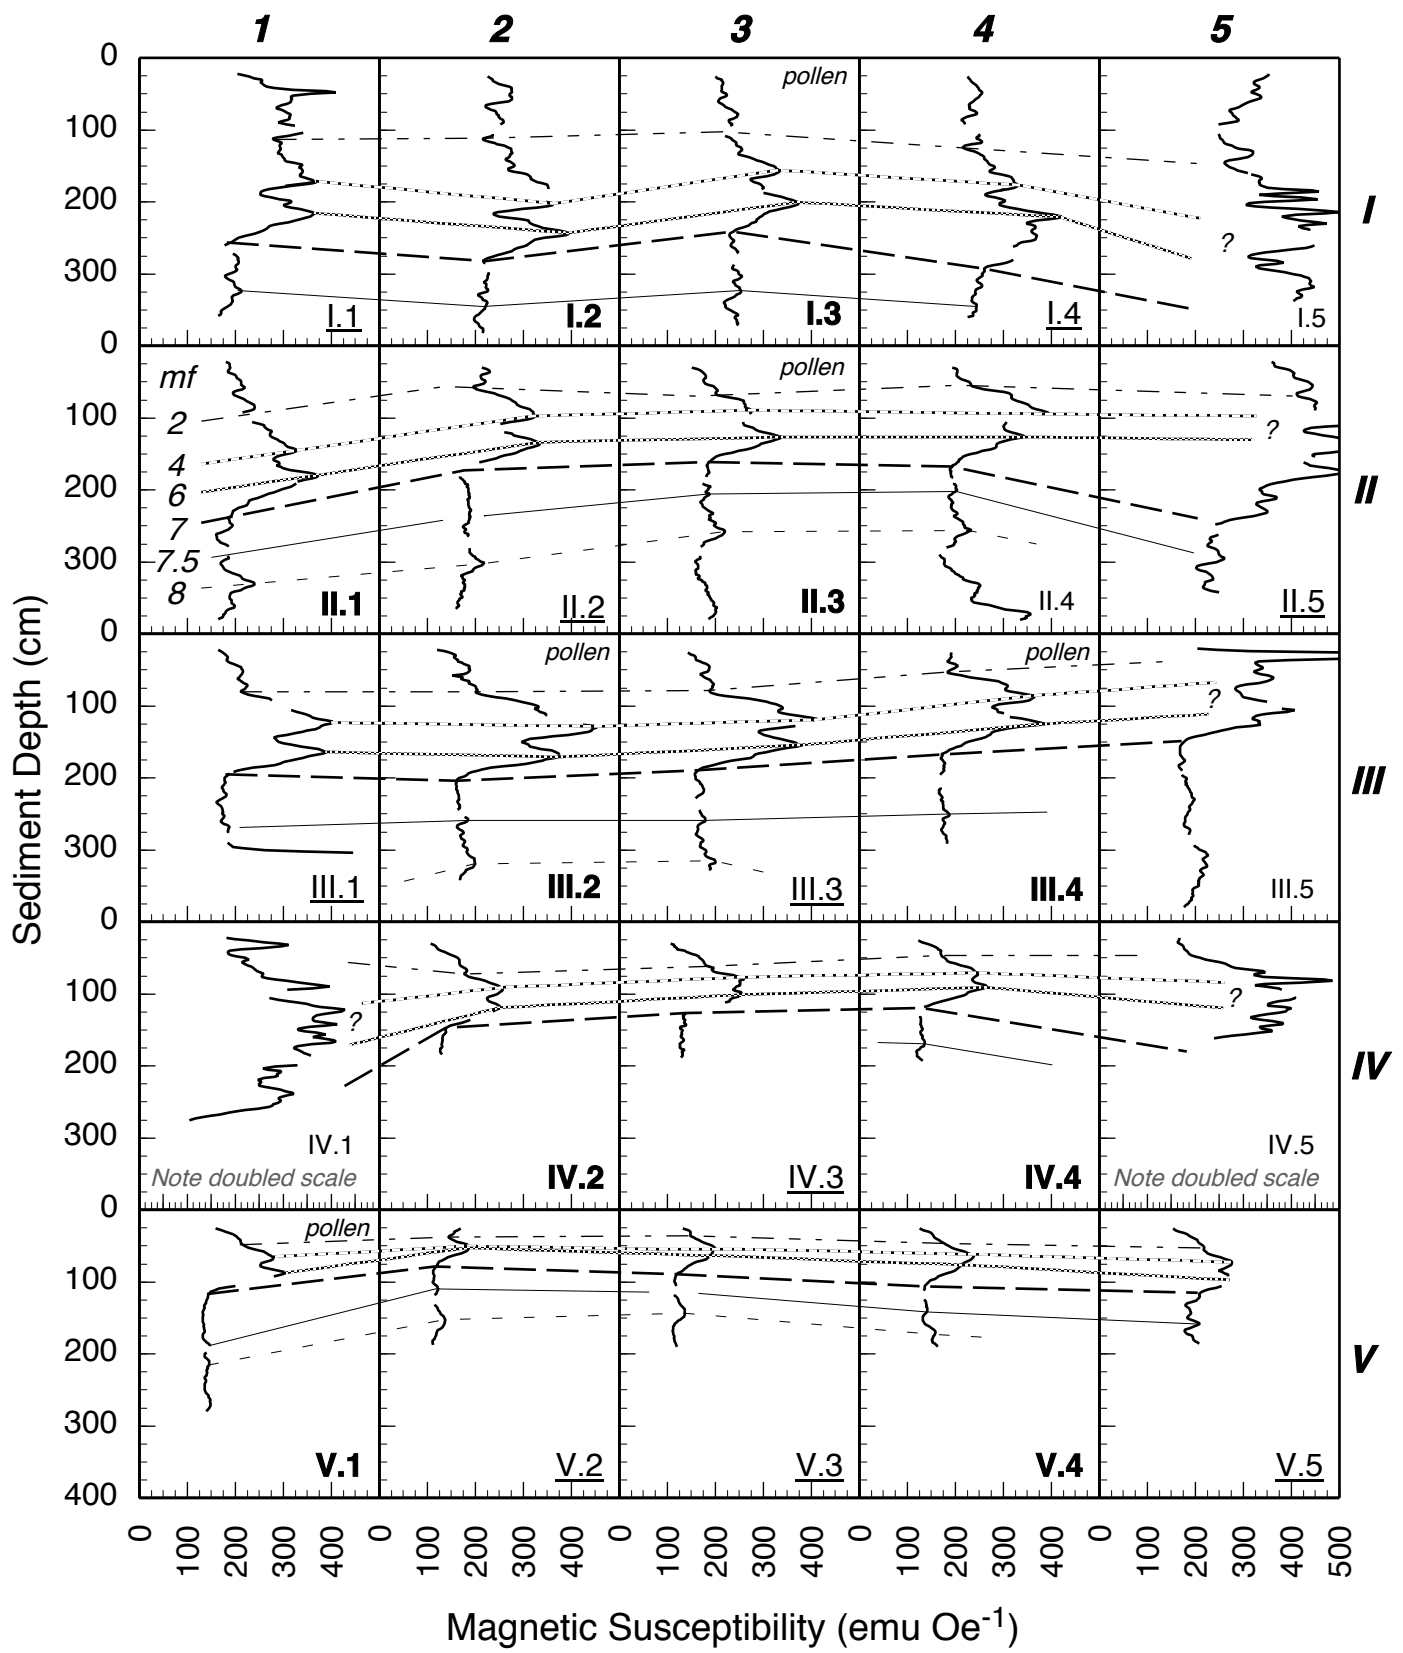 1 2 3 4 5
0
pollen
100
200
I
?
300
I.1 I.2 I.3 I.4 I.5
0
mf
pollen
2
100
?
4
6
200
II
7
7.5
300
8
II.1 II.2 II.3 II.4 II.5
0
pollen pollen
?
100
200
III
300
III.1 III.2 III.3 III.4 III.5
0
100
?
?
200
IV
300
IV.1 IV.5
Note doubled scale IV.2 IV.3 IV.4 Note doubled scale
0
pollen
100
200
V
300
V.1 V.2 V.3 V.4 V.5
400
0 100 200 300 400 0 100 200 300 400 0 100 200 300 400 0 100 200 300 400 0 100 200 300 400 500
Sediment Depth (cm)
Magnetic Susceptibility (emu Oe-1)